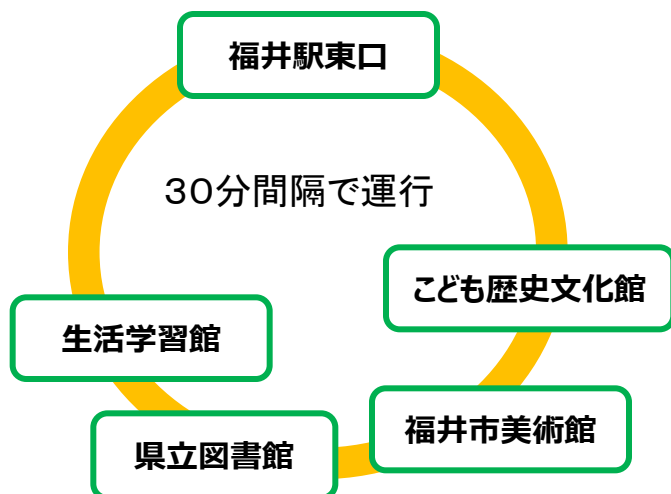 福井駅東口
30分間隔で運行
こども歴史文化館
生活学習館
福井市美術館
県立図書館